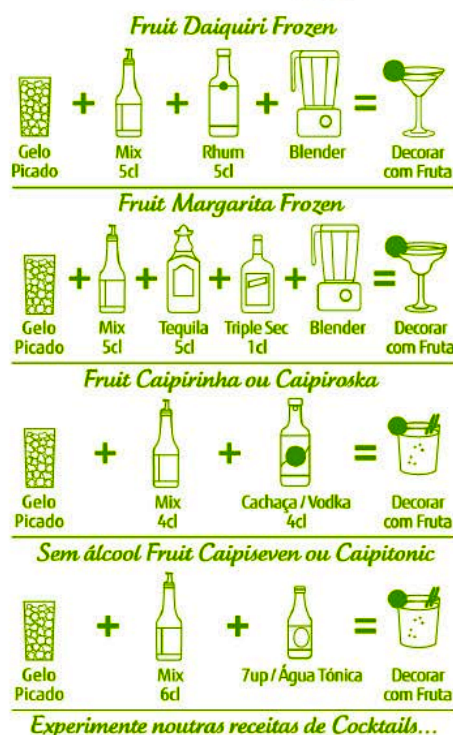 Fruit Daiquiri Frozen
+ + + =
Gelo Mix Rhum Blender Decorar
Picado 5cl 5cl com Fruta
Fruit Margarita Frozen
+ + + + =
Gelo Mix Tequila Triple Sec Blender Decorar
Picado 5cl 5cl 1cl com Fruta
Fruit Caipirinha ou Caipiroska
+ + =
Gelo Mix Cachaça / Vodka Decorar
Picado 4cl 4cl com Fruta
Sem álcool Fruit Caipiseven ou Caipitonic
+ + =
Gelo Mix 7up / Água Tónica Decorar
Picado 6cl com Fruta
Experimente noutras receitas de Cocktails...